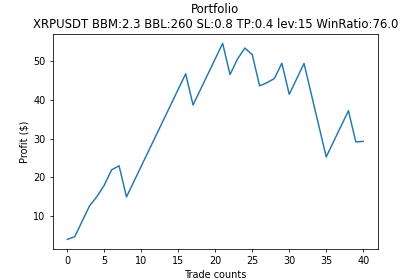 Portfolio
XRPUSDT BBM:2.3 BBL:260 SL:0.8 TP:0.4 lev:15 WinRatio:76.0
Profit ($)
50
40
30
20
10
0 5 10 15 20 25 30 35 40
Trade counts